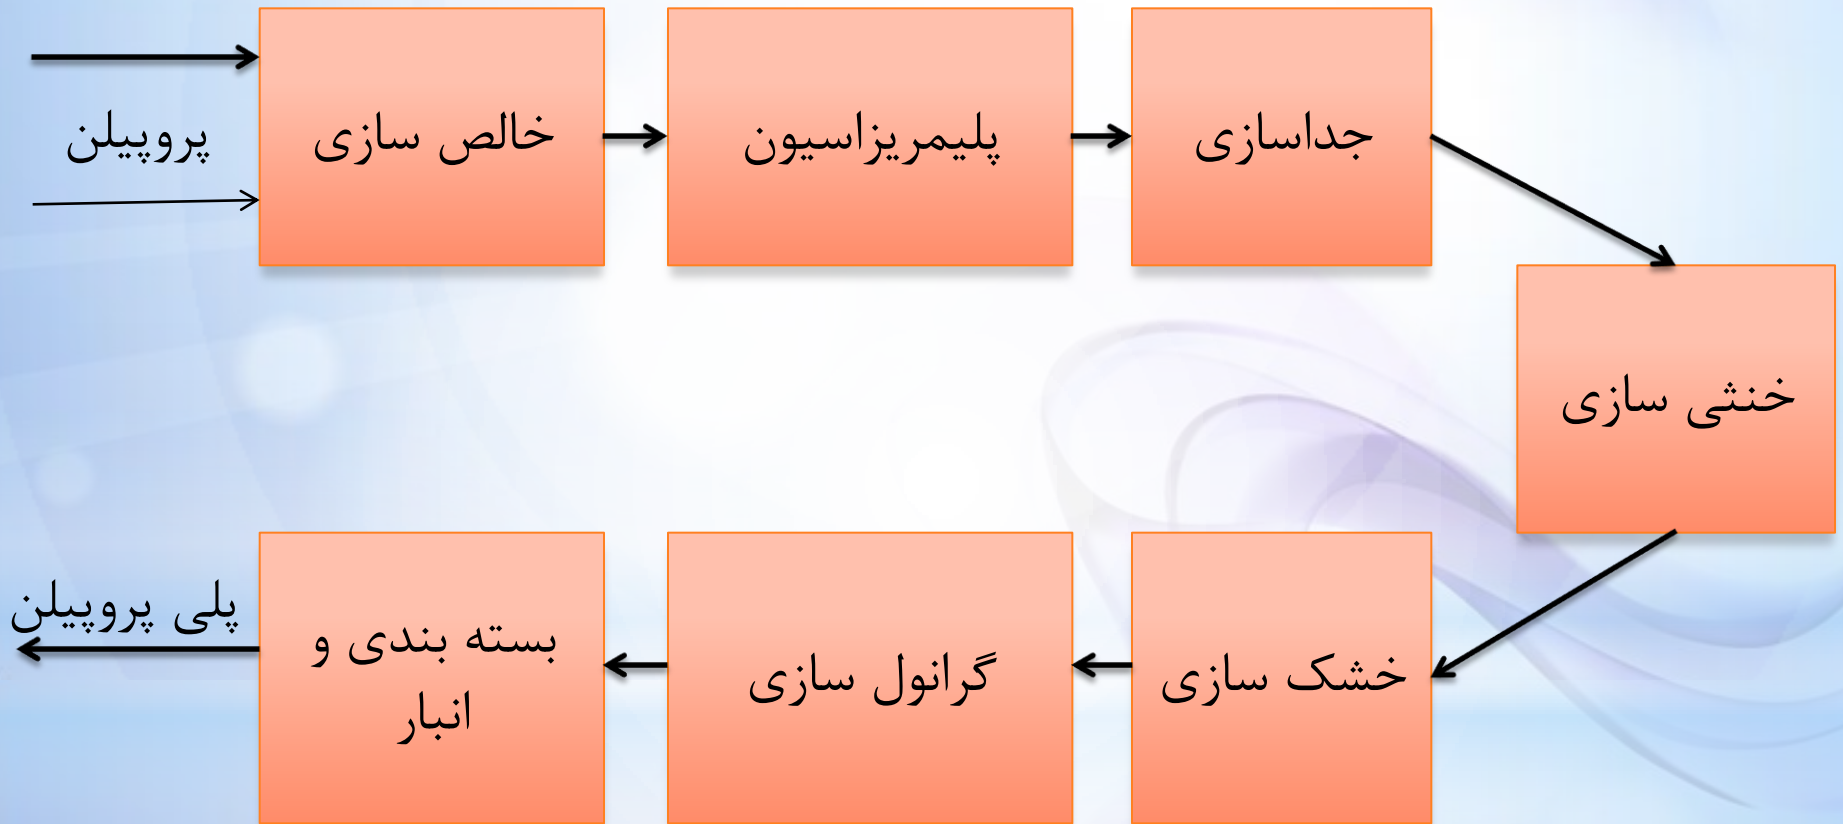 پروپیلن
خالص سازی
پلیمریزاسیون
جداسازی
خنثی سازی
خشک سازی
گرانول سازی
بسته بندی و
انبار
پلی پروپیلن